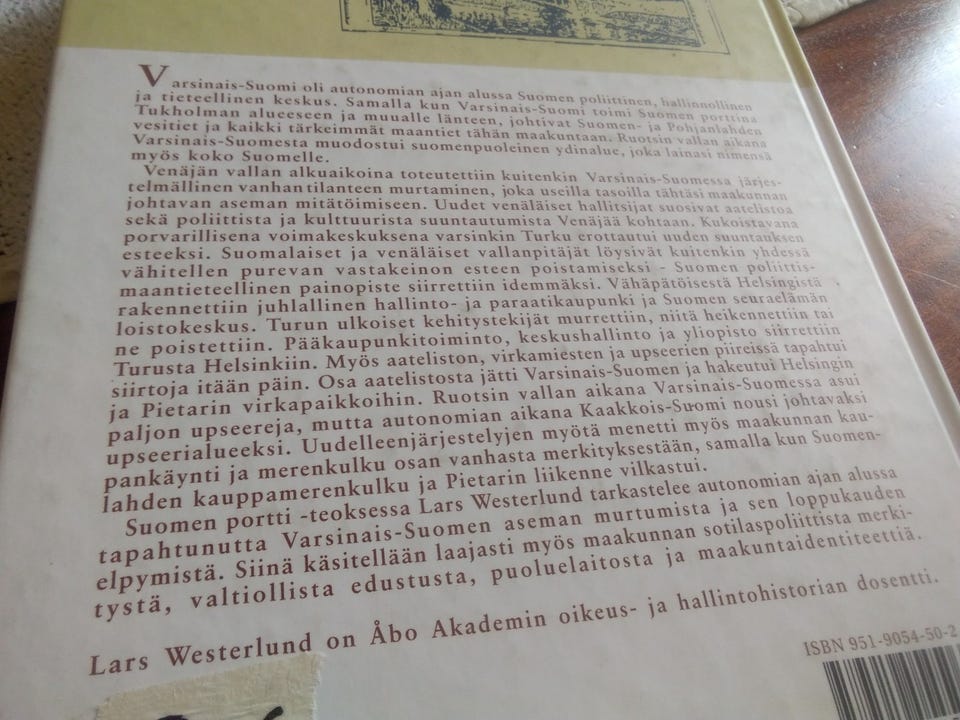 Varsinais-Suomi oli autonomian ajan alussa Suomen poliittinen, hallinnollinen
ja tieteellinen keskus. Samalla kun Varsinais-Suomi toimi Suomen porttina
Tukholman alueeseen ja muualle länteen, johtivat Suomen- ja Pohjanlahden
vesitiet ja kaikki tärkeimmät maantiet tähän maakuntaan. Ruotsin vallan aikana
Varsinais-Suomesta muodostui suomenpuoleinen ydinalue, joka lainasi nimensä
myös koko Suomelle.
Venäjän vallan alkuaikoina toteutettiin kuitenkin Varsinais-Suomessa järjes-
telmällinen vanhan tilanteen murtaminen, joka useilla tasoilla tähtäsi maakunnan
johtavan aseman mitätöimiseen. Uudet venäläiset hallitsijat suosivat aatelistoa
sekä poliittista ja kulttuurista suuntautumista Venäjää kohtaan. Kukoistavana
porvarillisena voimakeskuksena varsinkin Turku erottautui uuden suuntauksen
esteeksi. Suomalaiset ja venäläiset vallanpitäjät löysivät kuitenkin yhdessä
vähitellen purevan vastakeinon esteen poistamiseksi - Suomen poliittis-
maantieteellinen painopiste siirrettiin idemmäksi. Vähäpätöisestä Helsingistä
rakennettiin juhlallinen hallinto- ja paraatikaupunki ja Suomen seuraelämän
loistokeskus. Turun ulkoiset kehitystekijät murrettiin, niitä heikennettiin tai
ne poistettiin. Pääkaupunkitoiminto, keskushallinto ja yliopisto siirrettiin
Turusta Helsinkiin. Myös aateliston, virkamiesten ja upseerien piireissä tapahtui
siirtoja itään päin. Osa aatelistosta jätti Varsinais-Suomen ja hakeutui Helsingin
ja Pietarin virkapaikkoihin. Ruotsin vallan aikana Varsinais-Suomessa asui
paljon upseereja, mutta autonomian aikana Kaakkois-Suomi nousi johtavaksi
upseerialueeksi. Uudelleenjärjestelyjen myötä menetti myös maakunnan kau-
pankäynti ja merenkulku osan vanhasta merkityksestään, samalla kun Suomen-
lahden kauppamerenkulku ja Pietarin liikenne vilkastui.
Suomen portti -teoksessa Lars Westerlund tarkastelee autonomian ajan alussa
tapahtunutta Varsinais-Suomen aseman murtumista ja sen loppukauden
elpymistä. Siinä käsitellään laajasti myös maakunnan sotilaspoliittista merki-
tystä, valtiollista edustusta, puoluelaitosta ja maakuntaidentiteettiä.
Lars Westerlund on Åbo Akademin oikeus- ja hallintohistorian dosentti.
ISBN 951-9054-50-2